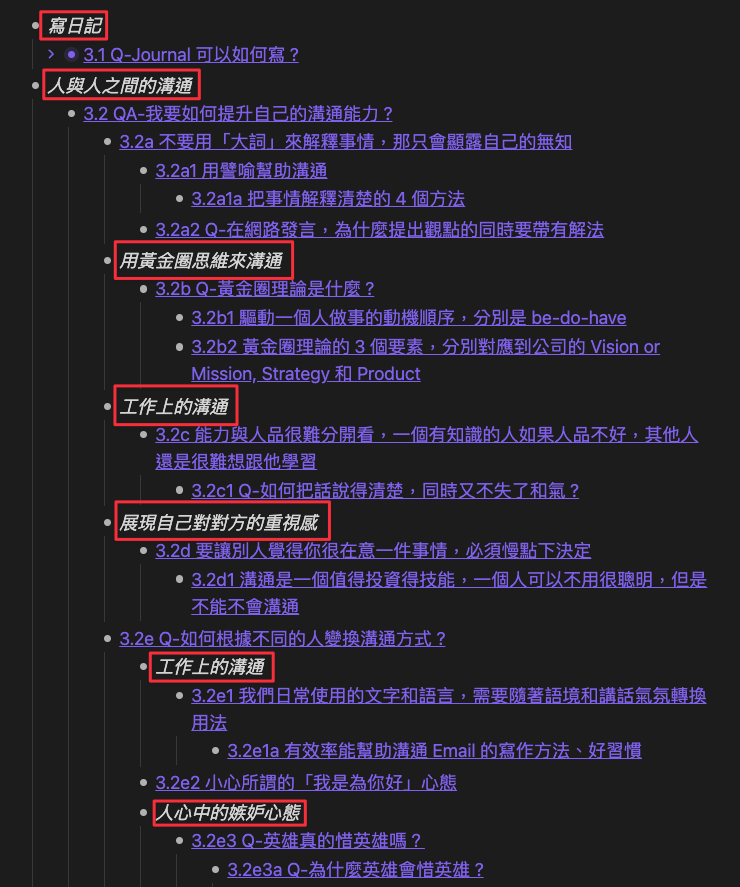 寫日記
3.1 Q-Journal 可以如何寫？
人與人之間的溝通
3.2 QA-我要如何提升自己的溝通能力？
3.2a 不要用「大詞」來解釋事情，那只會顯露自己的無知
3.2a1 用譬喻幫助溝通
3.2a1a 把事情解釋清楚的 4 個方法
3.2a2 Q-在網路發言，為什麼提出觀點的同時要帶有解法
用黃金圈思維來溝通
3.2b Q-黃金圈理論是什麼？
3.2b1 驅動一個人做事的動機順序，分別是 be-do-have
3.2b2 黃金圈理論的 3 個要素，分別對應到公司的 Vision or
Mission, Strategy 和 Product
工作上的溝通
3.2c 能力與人品很難分開看，一個有知識的人如果人品不好，其他人
還是很難想跟他學習
3.2c1 Q-如何把話說得清楚，同時又不失了和氣？
展現自己對對方的重視感
3.2d 要讓別人覺得你很在意一件事情，必須慢點下決定
3.2d1 溝通是一個值得投資得技能，一個人可以不用很聰明，但是
不能不會溝通
3.2e Q-如何根據不同的人變換溝通方式？
工作上的溝通
3.2e1 我們日常使用的文字和語言，需要隨著語境和講話氣氛轉換
用法
3.2e1a 有效率能幫助溝通 Email 的寫作方法、好習慣
3.2e2 小心所謂的「我是為你好」心態
人心中的嫉妒心態
3.2e3 Q-英雄真的惜英雄嗎？
3.2e3a Q-為什麼英雄會惜英雄？